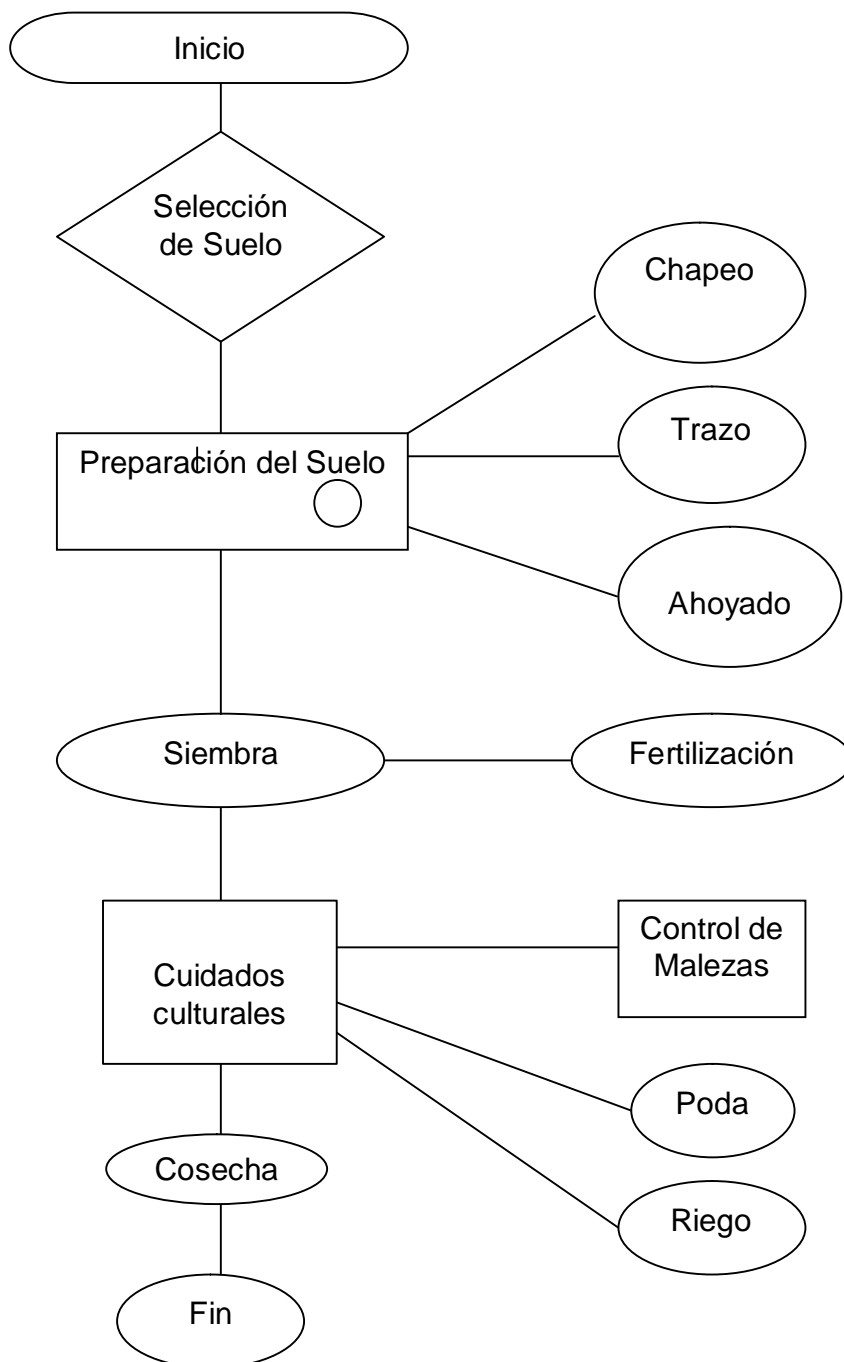 Inicio
Selección
de Suelo
Chapeo
Trazo
Preparación del Suelo
Ahoyado
Siembra
Fertilización
Control de
Malezas
Cuidados
culturales
Poda
Cosecha
Riego
Fin